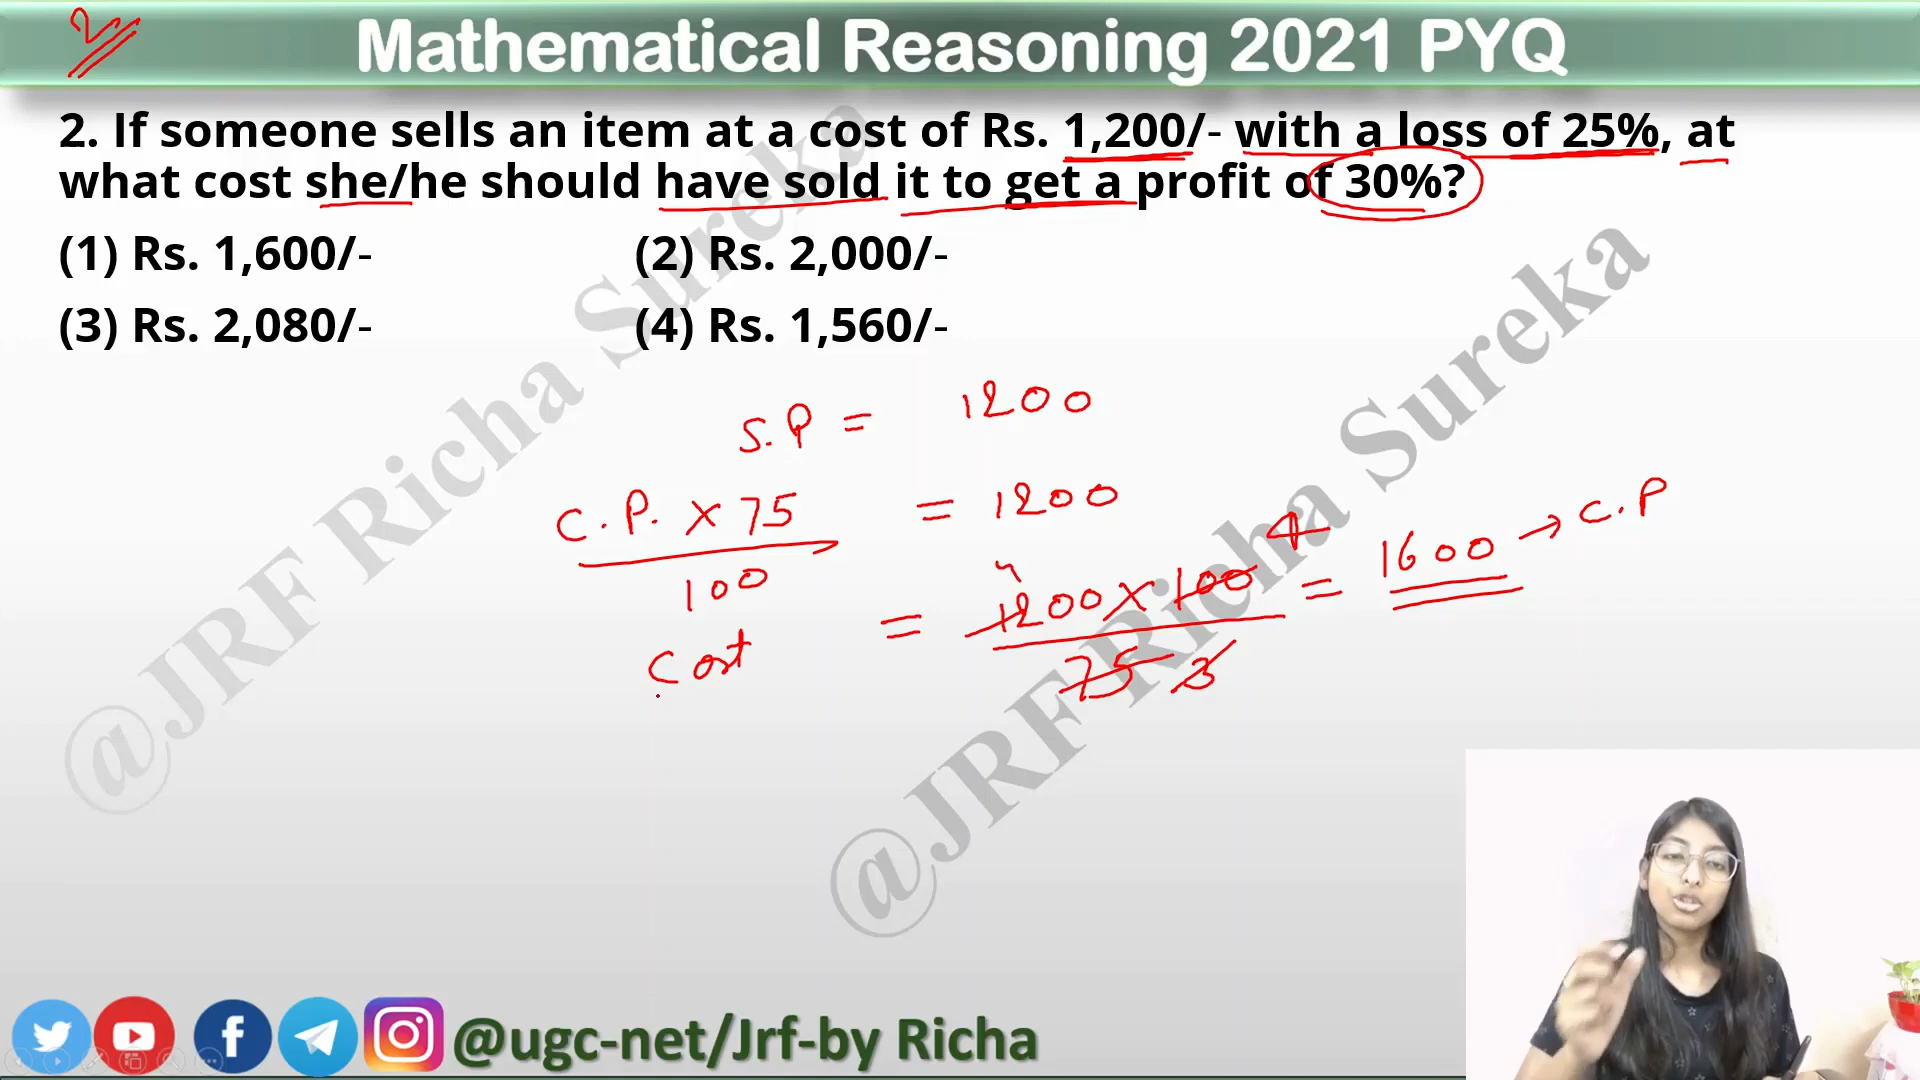 Mathematical Reasoning 2021 PYQ
2. If someone sells an item at a cost of Rs. 1,200/- with a loss of 25%, at
what cost she/he should have sold it to get a profit of 30%?
(1) Rs. 1,600/- (2) Rs. 2,000/-
(3) Rs. 2,080/- (4) Rs. 1,560/-
S.P = 1200
C.P. X 75 = 1200
100
4
1200 X 100 = 1600 → C.P
Cost =
75 3
@JRF Richa Sureka
@JRF Richa Sureka
@ugc-net/Jrf-by Richa